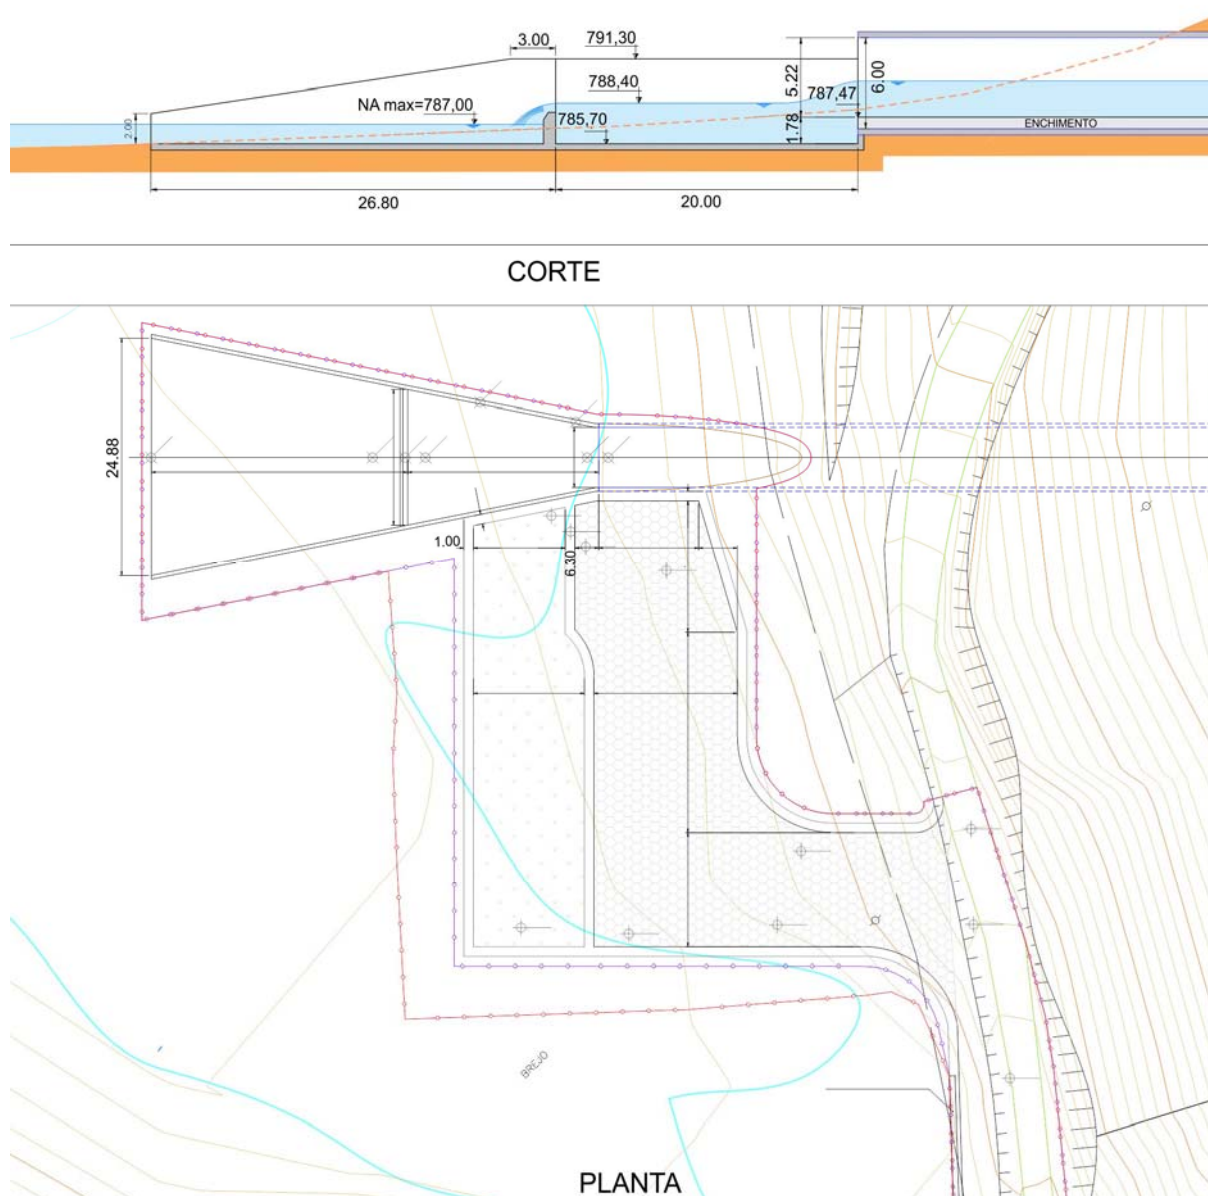 3.00
791,30
788,40
NA max=787,00
785,70
5.22
787,47
6.00
1.78
2.00
ENCHIMENTO
26.80
20.00
CORTE
24.88
1.00
6.30
BREJO
PLANTA